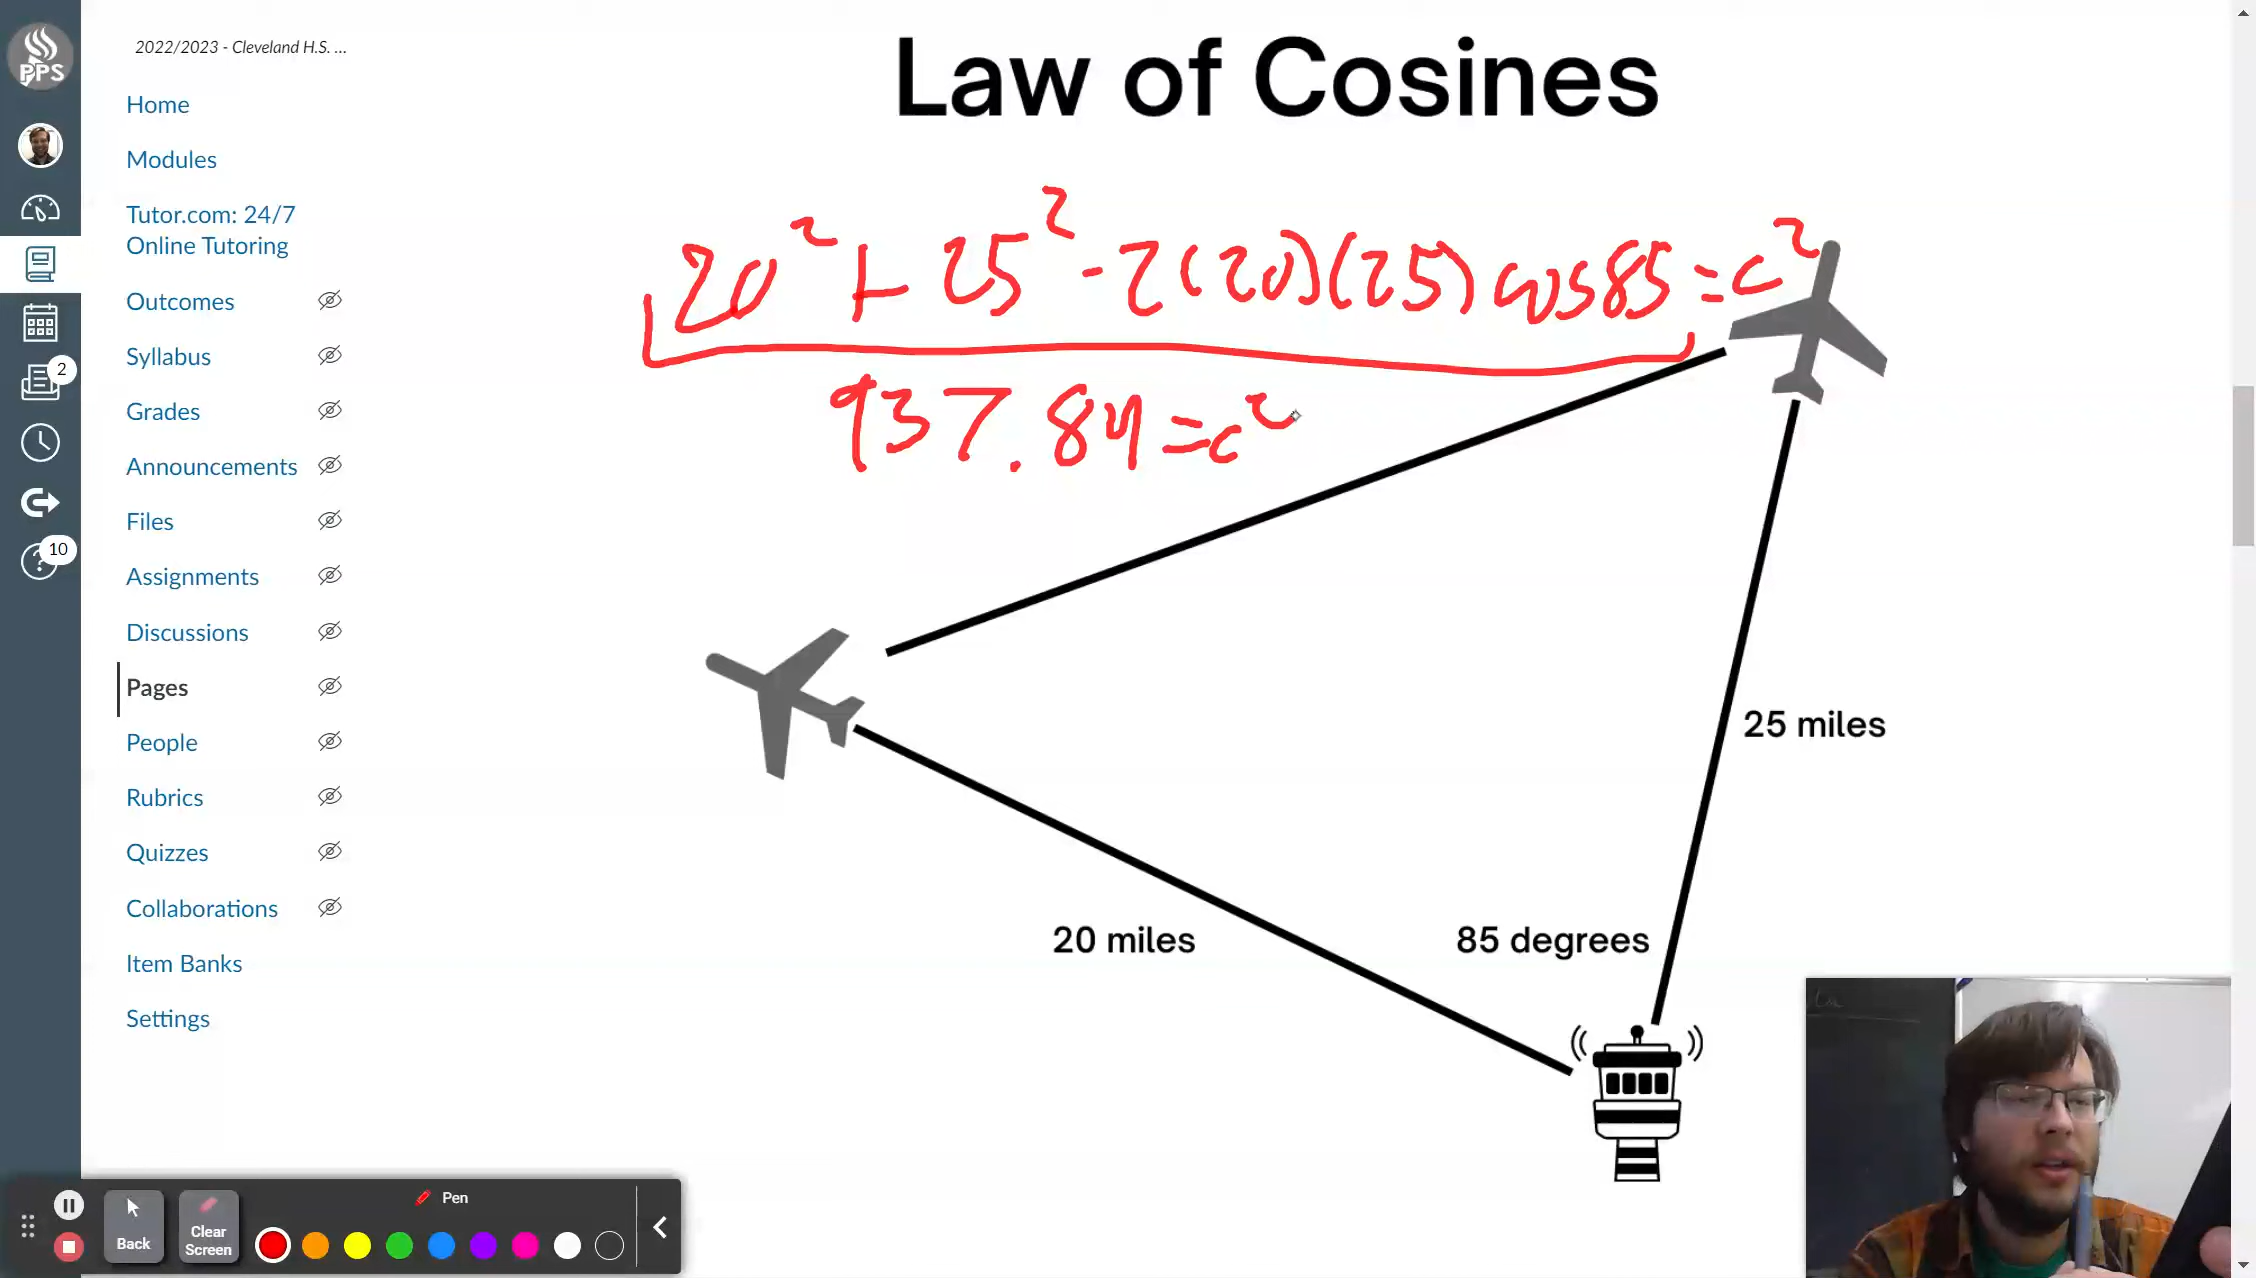 PPS
2022/2023 - Cleveland H.S. ...
Home
Modules
Tutor.com: 24/7
Online Tutoring
Outcomes
Syllabus
Grades
Announcements
Files
Assignments
Discussions
Pages
People
Rubrics
Quizzes
Collaborations
Item Banks
Settings
2
10
Law of Cosines
20² + 25² - 2(20)(25) cos85 = c²
937.84 = c²
25 miles
20 miles
85 degrees
Pen
Back
Clear
Screen